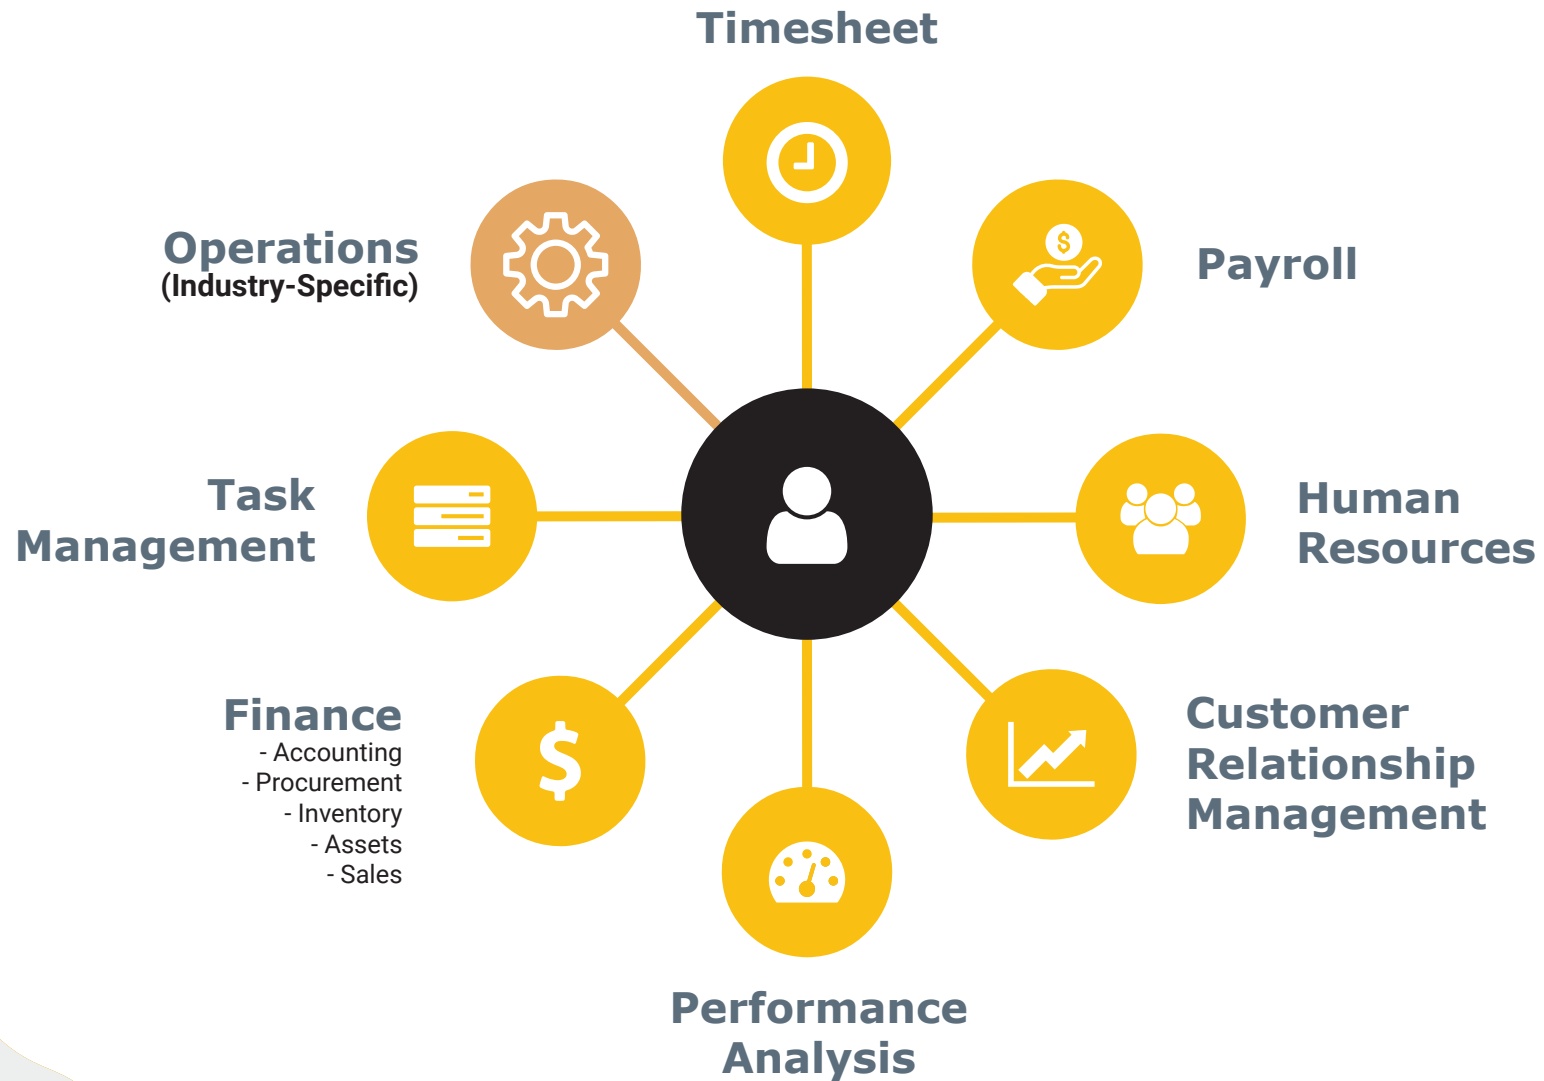 Timesheet
Operations
(Industry-Specific)
Payroll
$
Task
Management
Human
Resources
Finance
- Accounting
- Procurement
- Inventory
- Assets
- Sales
$
Customer
Relationship
Management
Performance
Analysis